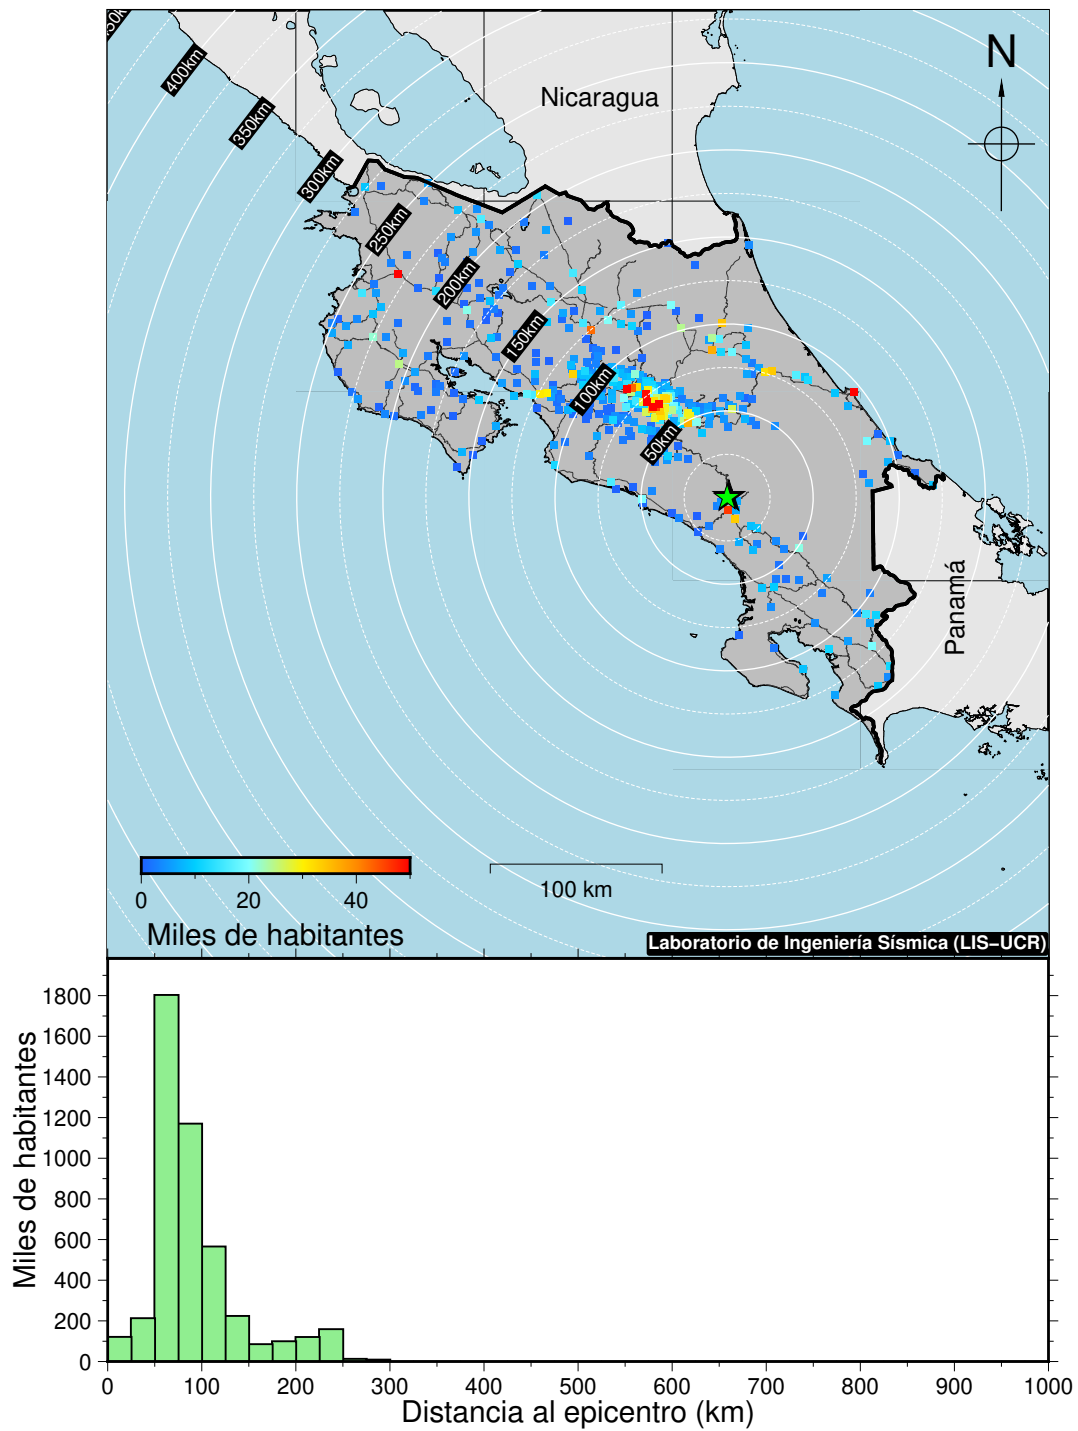 450km
400km
350km
300km
250km
200km
150km
100km
50km
Nicaragua
N
Panamá
0 20 40
Miles de habitantes
100 km
Laboratorio de Ingeniería Sísmica (LIS−UCR)
Miles de habitantes
1800
1600
1400
1200
1000
800
600
400
200
0
0 100 200 300 400 500 600 700 800 900 1000
Distancia al epicentro (km)